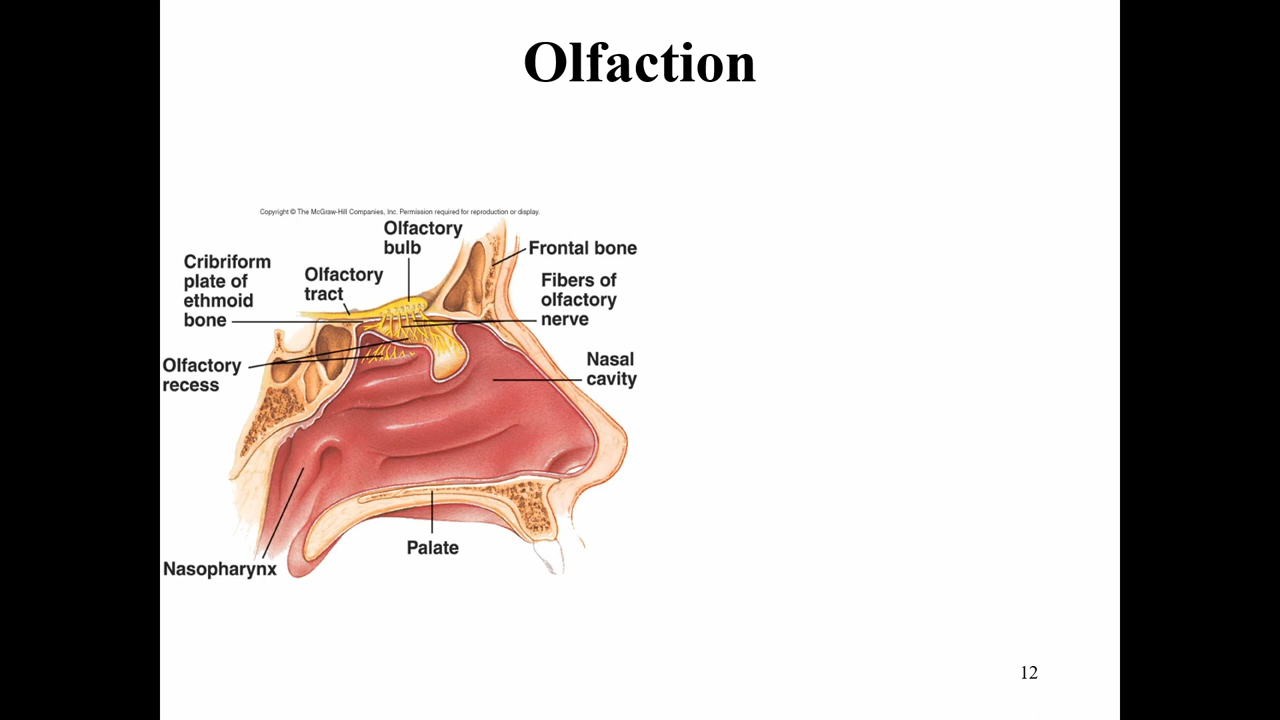 Olfaction
Copyright © The McGraw-Hill Companies, Inc. Permission required for reproduction or display.
Olfactory
bulb
Frontal bone
Cribriform
plate of
ethmoid
bone
Olfactory
tract
Fibers of
olfactory
nerve
Olfactory
recess
Nasal
cavity
Palate
Nasopharynx
12